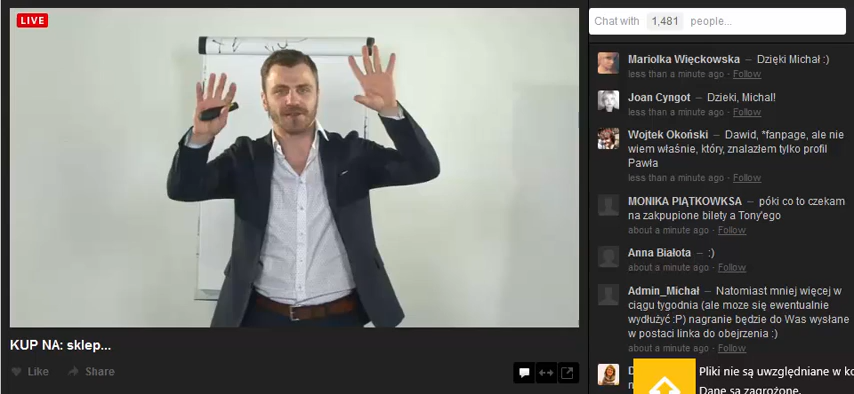 LIVE
KUP NA: sklep...
Like
Share
Chat with 1,481 people...
Mariolka Więckowska – Dzięki Michał :)
less than a minute ago · Follow
Joan Cyngot – Dzieki, Michal!
less than a minute ago · Follow
Wojtek Okoński – Dawid, *fanpage, ale nie
wiem właśnie, który, znalazłem tylko profil
Pawła
less than a minute ago · Follow
MONIKA PIĄTKOWKSA – póki co to czekam
na zakpupione bilety a Tony'ego
about a minute ago · Follow
Anna Białota – :)
about a minute ago · Follow
Admin_Michał – Natomiast mniej więcej w
ciągu tygodnia (ale moze się ewentualnie
wydłużyć :P) nagranie będzie do Was wysłane
w postaci linka do obejrzenia :)
about a minute ago · Follow
Pliki nie są uwzględniane w
Dane są zagrożone.